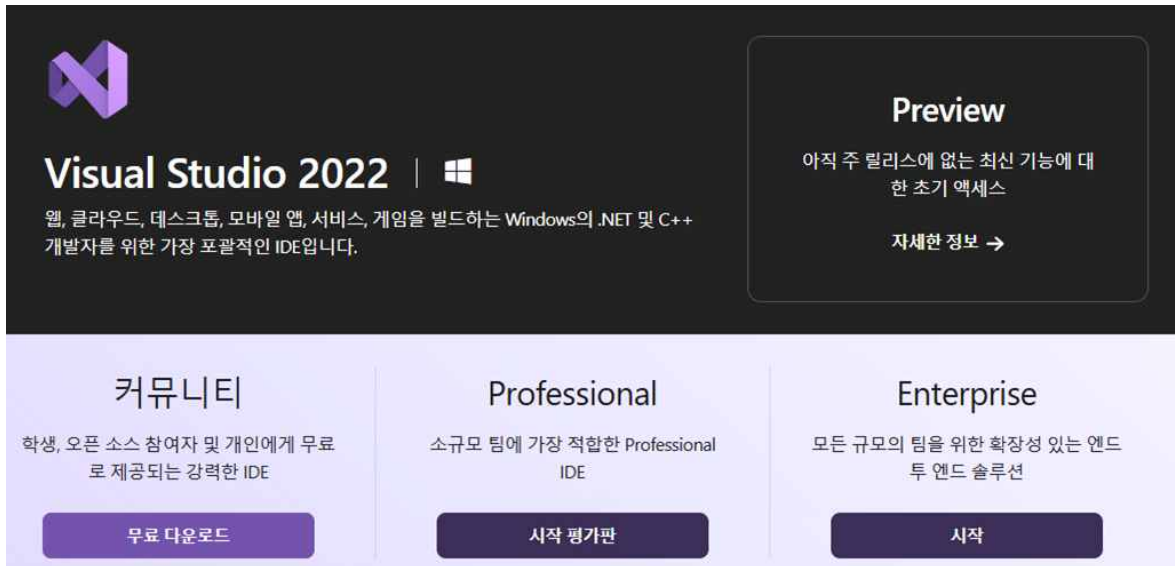 Visual Studio 2022
웹, 클라우드, 데스크톱, 모바일 앱, 서비스, 게임을 빌드하는 Windows의 .NET 및 C++
개발자를 위한 가장 포괄적인 IDE입니다.
Preview
아직 주 릴리스에 없는 최신 기능에 대
한 초기 액세스
자세한 정보 →
커뮤니티
학생, 오픈 소스 참여자 및 개인에게 무료
로 제공되는 강력한 IDE
무료 다운로드
Professional
소규모 팀에 가장 적합한 Professional
IDE
시작 평가판
Enterprise
모든 규모의 팀을 위한 확장성 있는 엔드
투 엔드 솔루션
시작